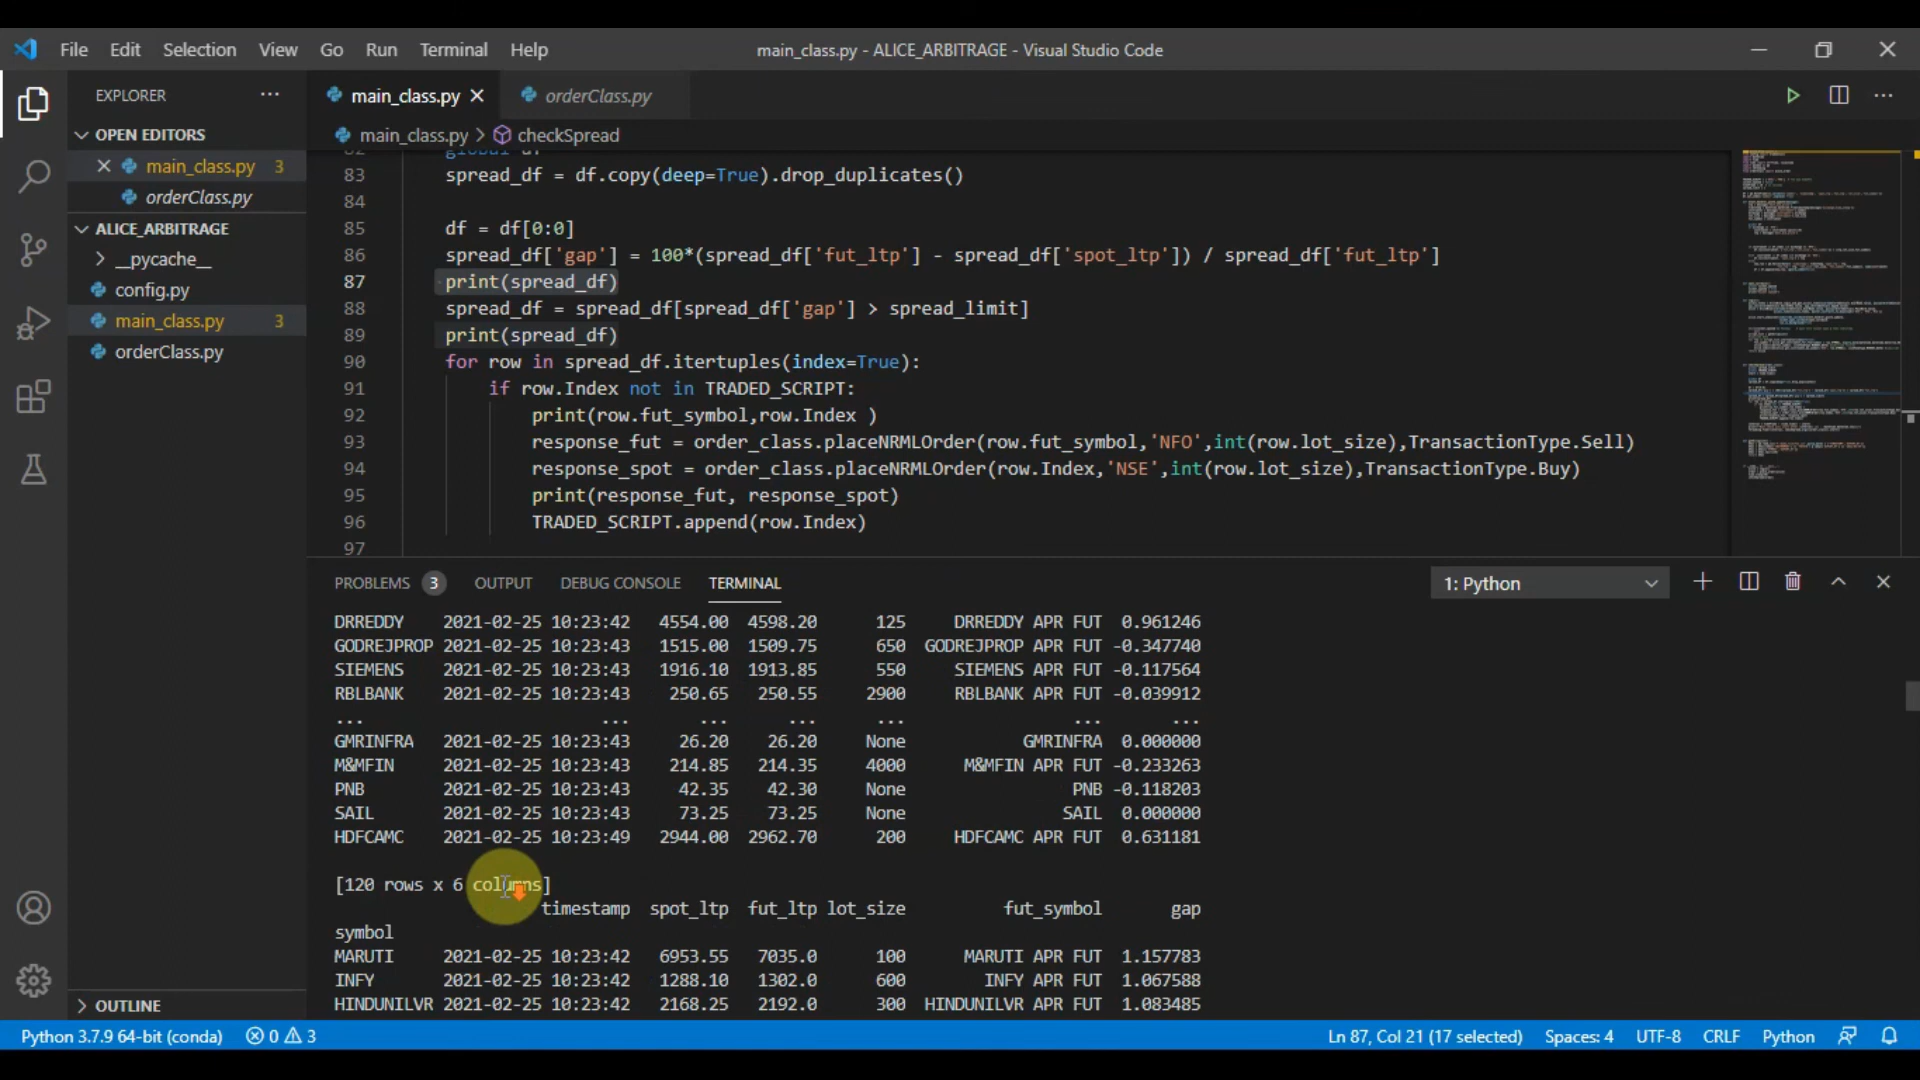 File Edit Selection View Go Run Terminal Help main_class.py - ALICE_ARBITRAGE - Visual Studio Code
EXPLORER
OPEN EDITORS
main_class.py 3
orderClass.py
ALICE_ARBITRAGE
__pycache__
config.py
main_class.py 3
orderClass.py
OUTLINE
main_class.py orderClass.py
main_class.py > checkSpread
82 global df
83 spread_df = df.copy(deep=True).drop_duplicates()
84
85 df = df[0:0]
86 spread_df['gap'] = 100*(spread_df['fut_ltp'] - spread_df['spot_ltp']) / spread_df['fut_ltp']
87 print(spread_df)
88 spread_df = spread_df[spread_df['gap'] > spread_limit]
89 print(spread_df)
90 for row in spread_df.itertuples(index=True):
91 if row.Index not in TRADED_SCRIPT:
92 print(row.fut_symbol,row.Index )
93 response_fut = order_class.placeNRMLOrder(row.fut_symbol,'NFO',int(row.lot_size),TransactionType.Sell)
94 response_spot = order_class.placeNRMLOrder(row.Index,'NSE',int(row.lot_size),TransactionType.Buy)
95 print(response_fut, response_spot)
96 TRADED_SCRIPT.append(row.Index)
97
PROBLEMS 3 OUTPUT DEBUG CONSOLE TERMINAL 1: Python
DRREDDY 2021-02-25 10:23:42 4554.00 4598.20 125 DRREDDY APR FUT 0.961246
GODREJPROP 2021-02-25 10:23:42 1515.00 1509.75 650 GODREJPROP APR FUT -0.347740
SIEMENS 2021-02-25 10:23:42 1916.10 1913.85 550 SIEMENS APR FUT -0.117564
RBLBANK 2021-02-25 10:23:43 250.65 250.55 2900 RBLBANK APR FUT -0.039912
... ... ... ... ... ... ...
GMRINFRA 2021-02-25 10:23:43 26.20 26.20 None GMRINFRA 0.000000
M&MFIN 2021-02-25 10:23:43 214.85 214.35 4000 M&MFIN APR FUT -0.233263
PNB 2021-02-25 10:23:43 42.35 42.30 None PNB -0.118203
SAIL 2021-02-25 10:23:43 73.25 73.25 None SAIL 0.000000
HDFCAMC 2021-02-25 10:23:49 2944.00 2962.70 200 HDFCAMC APR FUT 0.631181
[120 rows x 6 columns]
timestamp spot_ltp fut_ltp lot_size fut_symbol gap
symbol
MARUTI 2021-02-25 10:23:42 6953.55 7035.0 100 MARUTI APR FUT 1.157783
INFY 2021-02-25 10:23:42 1288.10 1302.0 600 INFY APR FUT 1.067588
HINDUNILVR 2021-02-25 10:23:42 2168.25 2192.0 300 HINDUNILVR APR FUT 1.083485
Python 3.7.9 64-bit (conda) 0 3 Ln 87, Col 21 (17 selected) Spaces: 4 UTF-8 CRLF Python